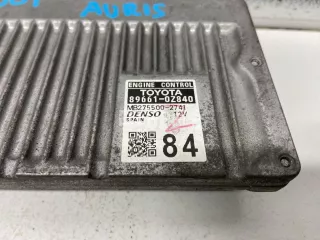 AURIS
ENGINE CONTROL
TOYOTA
89661-0Z840
MB275500-2741
DENSO 12V
SPAIN
84